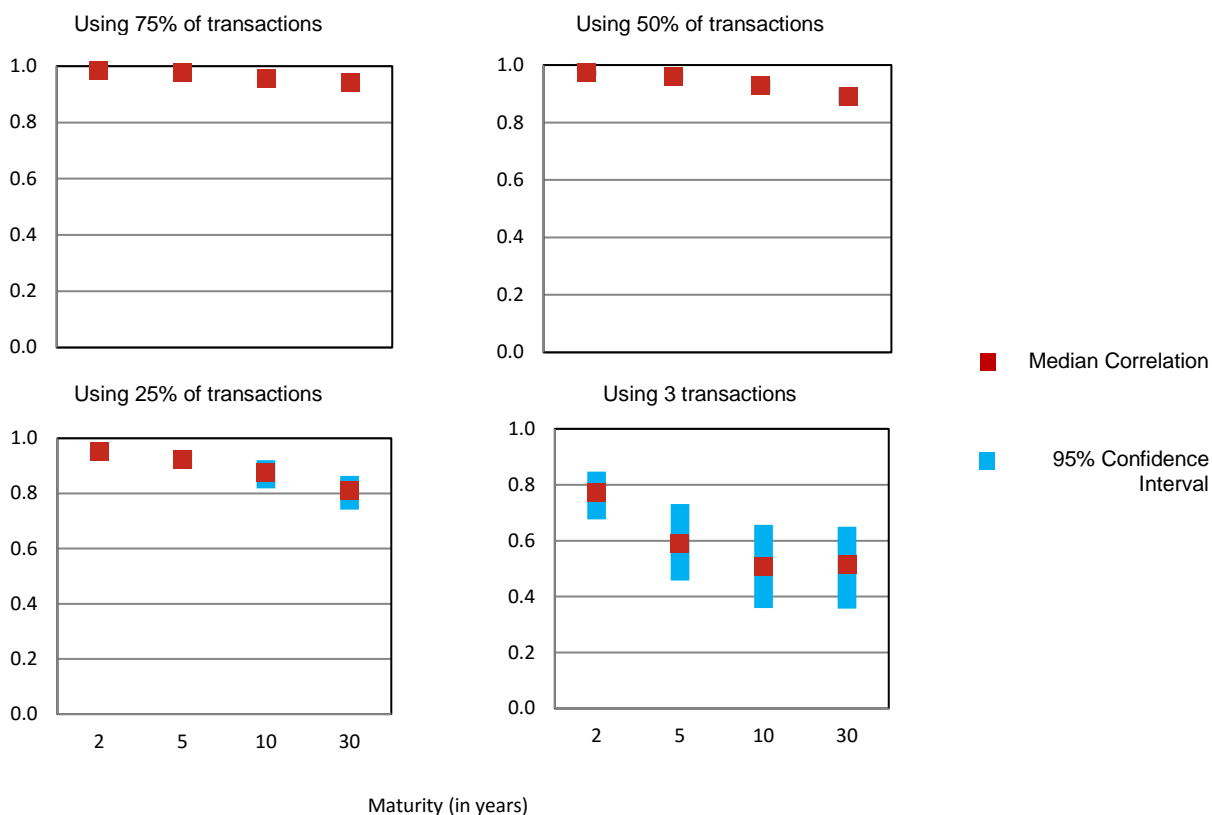 Using 75% of transactions
Using 50% of transactions
1.0
0.8
0.6
0.4
0.2
0.0
1.0
0.8
0.6
0.4
0.2
0.0
Using 25% of transactions
Using 3 transactions
1.0
0.8
0.6
0.4
0.2
0.0
2 5 10 30
1.0
0.8
0.6
0.4
0.2
0.0
2 5 10 30
Maturity (in years)
Median Correlation
95% Confidence
Interval